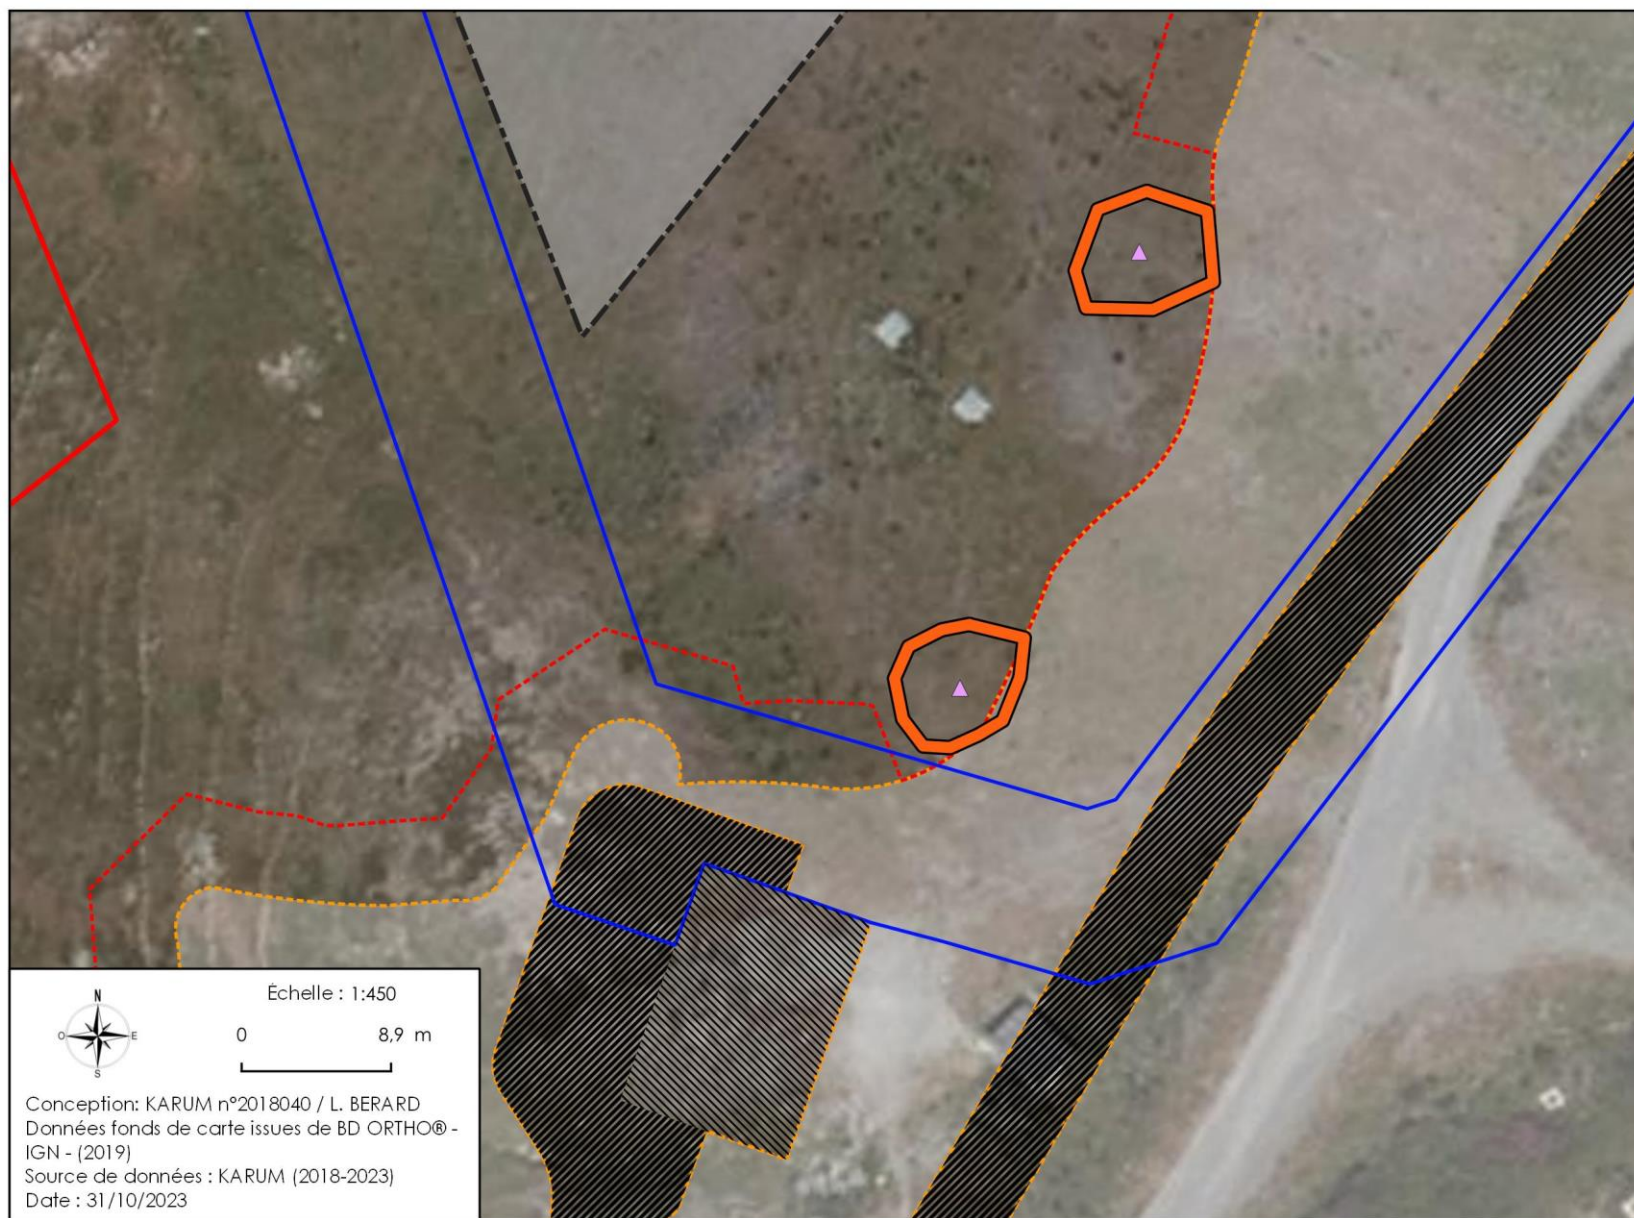 Échelle : 1:450
N
O E
S
0 8,9 m
Conception: KARUM n°2018040 / L. BERARD
Données fonds de carte issues de BD ORTHO® -
IGN - (2019)
Source de données : KARUM (2018-2023)
Date : 31/10/2023